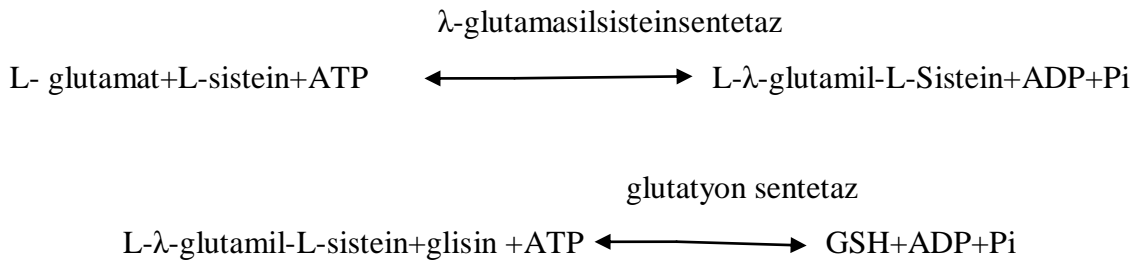 λ-glutamasilsisteinsentetaz
L- glutamat+L-sistein+ATP L-λ-glutamil-L-Sistein+ADP+Pi
glutatyon sentetaz
L-λ-glutamil-L-sistein+glisin +ATP GSH+ADP+Pi